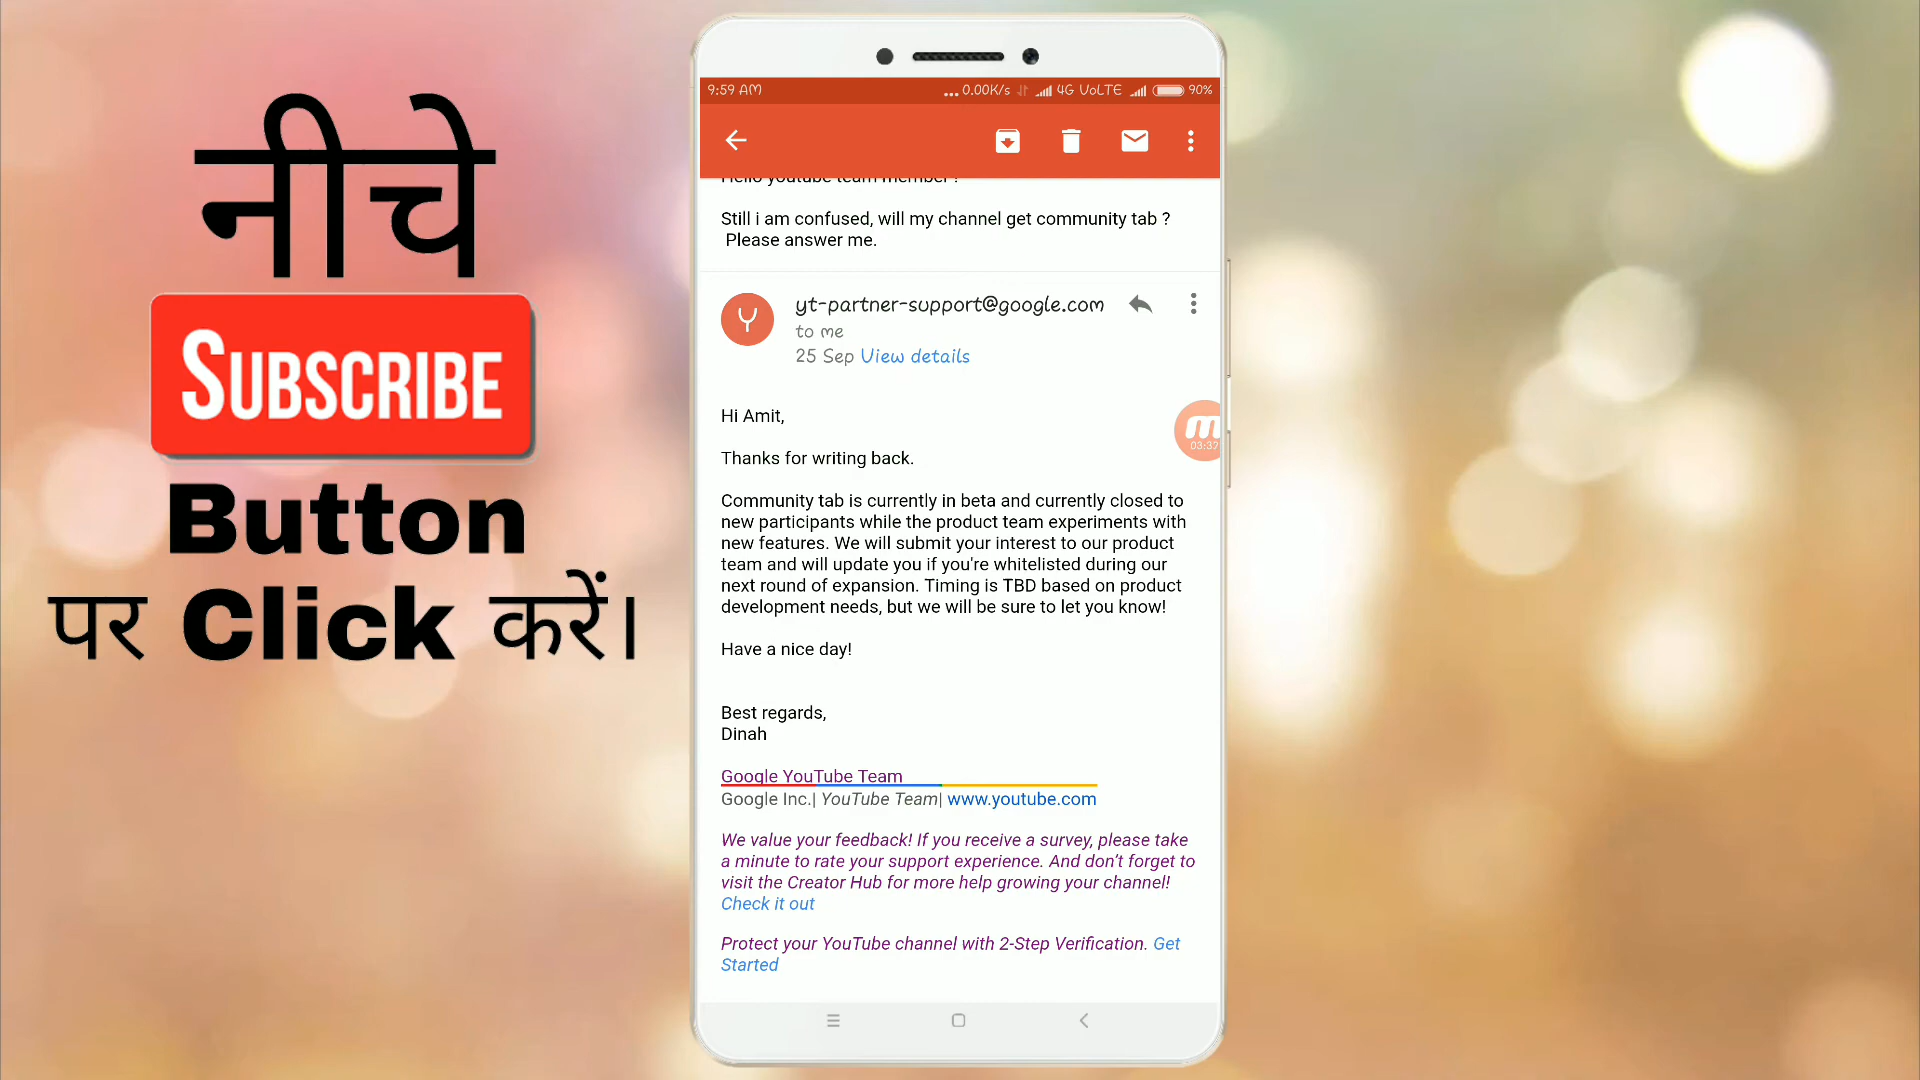 नीचे
SUBSCRIBE
Button
पर Click करें।
9:59 AM
... 0.00K/s 4G VoLTE 90%
Hello youtube team member !
Still i am confused, will my channel get community tab ?
Please answer me.
Y
yt-partner-support@google.com
to me
25 Sep View details
03:32
Hi Amit,
Thanks for writing back.
Community tab is currently in beta and currently closed to
new participants while the product team experiments with
new features. We will submit your interest to our product
team and will update you if you're whitelisted during our
next round of expansion. Timing is TBD based on product
development needs, but we will be sure to let you know!
Have a nice day!
Best regards,
Dinah
Google YouTube Team
Google Inc.| YouTube Team| www.youtube.com
We value your feedback! If you receive a survey, please take
a minute to rate your support experience. And don't forget to
visit the Creator Hub for more help growing your channel!
Check it out
Protect your YouTube channel with 2-Step Verification. Get
Started